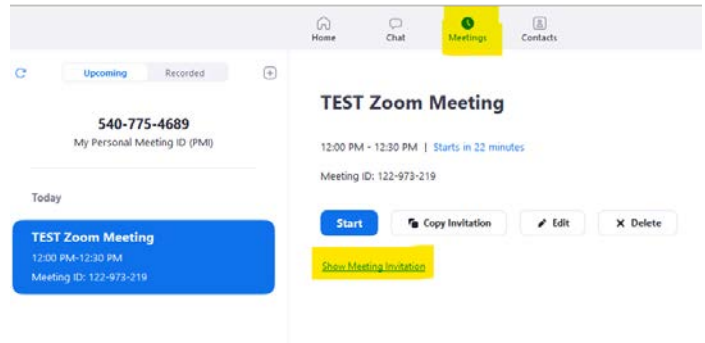 Home Chat Meetings Contacts
Upcoming Recorded
540-775-4689
My Personal Meeting ID (PMI)
Today
TEST Zoom Meeting
12:00 PM-12:30 PM
Meeting ID: 122-973-219
TEST Zoom Meeting
12:00 PM - 12:30 PM | Starts in 22 minutes
Meeting ID: 122-973-219
Start Copy Invitation Edit Delete
Show Meeting Invitation